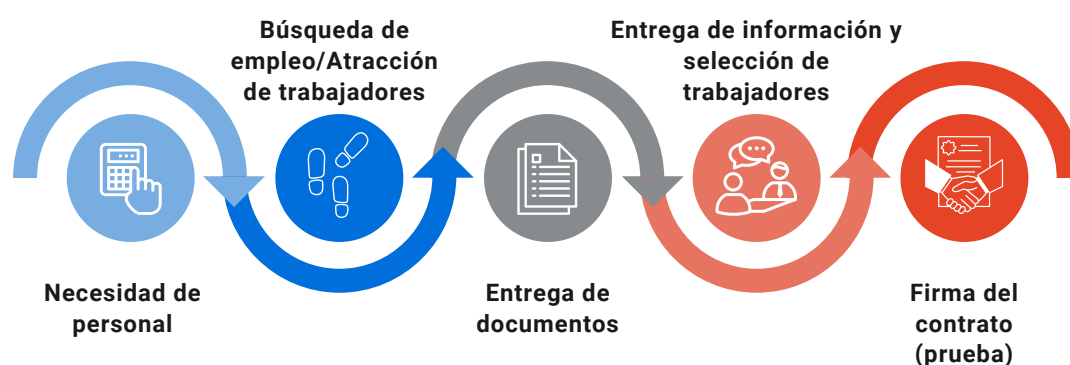 Necesidad de
personal
Búsqueda de
empleo/Atracción
de trabajadores
Entrega de
documentos
Entrega de información y
selección de
trabajadores
Firma del
contrato
(prueba)